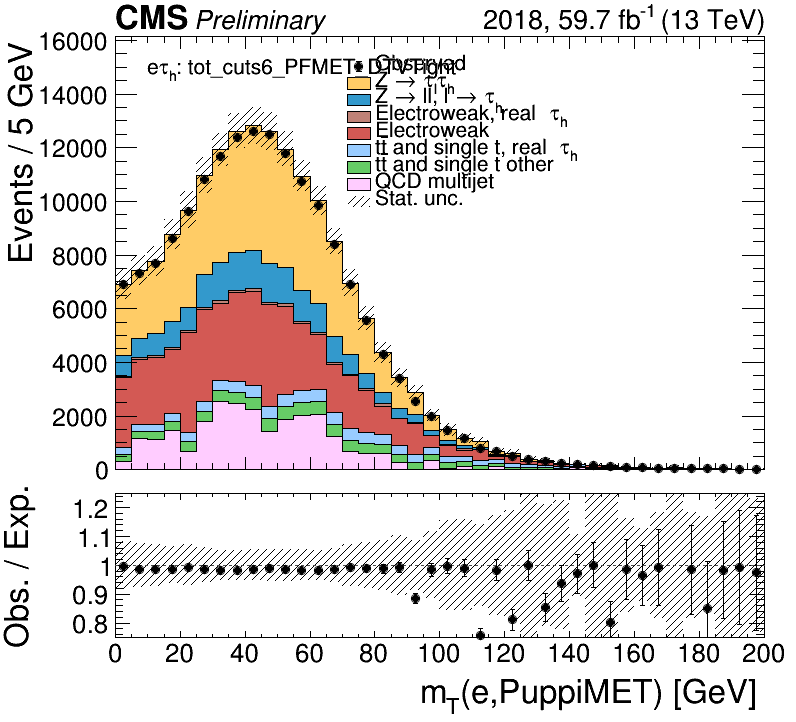 CMS Preliminary 2018, 59.7 fb⁻¹ (13 TeV)
Events / 5 GeV
16000
14000
12000
10000
8000
6000
4000
2000
0
eτh: tot_cuts6_PFMET
Observed
Z → ττh
Z → ll, l → τh
Electroweak, real τh
Electroweak
tt and single t, real τh
tt and single t other
QCD multijet
Stat. unc.
Obs. / Exp.
1.2
1.1
1
0.9
0.8
0 20 40 60 80 100 120 140 160 180 200
mT(e,PuppiMET) [GeV]